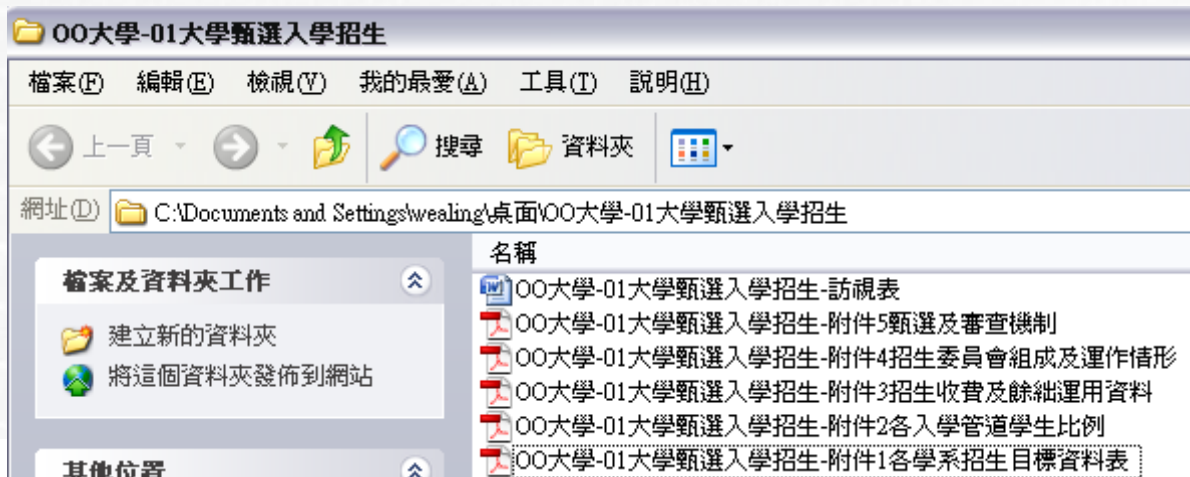 OO大學-01大學甄選入學招生
檔案(F) 編輯(E) 檢視(V) 我的最愛(A) 工具(T) 說明(H)
上一頁 搜尋 資料夾
網址(D) C:\Documents and Settings\wealing\桌面\OO大學-01大學甄選入學招生
名稱
檔案及資料夾工作
OO大學-01大學甄選入學招生-訪視表
OO大學-01大學甄選入學招生-附件5甄選及審查機制
建立新的資料夾
OO大學-01大學甄選入學招生-附件4招生委員會組成及運作情形
將這個資料夾發佈到網站
OO大學-01大學甄選入學招生-附件3招生收費及餘絀運用資料
OO大學-01大學甄選入學招生-附件2各入學管道學生比例
其他位置
OO大學-01大學甄選入學招生-附件1各學系招生目標資料表